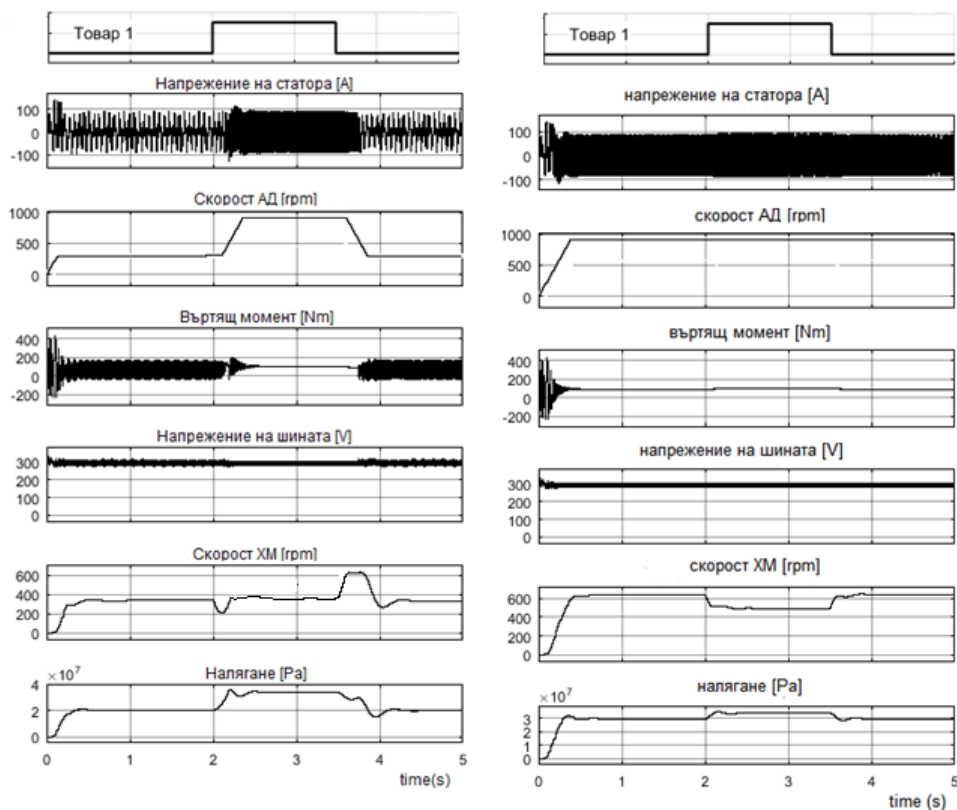 Товар 1
Напрежение на статора [A]
100
0
-100
Скорост АД [rpm]
1000
500
0
Въртящ момент [Nm]
400
200
0
-200
Напрежение на шината [V]
300
200
100
0
Скорост ХМ [rpm]
600
400
200
0
× 10^7
Налягане [Pa]
4
2
0
0 1 2 3 4 5
time(s)
Товар 1
напрежение на статора [A]
100
0
-100
скорост АД [rpm]
1000
500
0
въртящ момент [Nm]
400
200
0
-200
напрежение на шината [V]
300
200
100
0
скорост ХМ [rpm]
600
400
200
0
×10^7
налягане [Pa]
3
2
1
0
0 1 2 3 4 5
time (s)